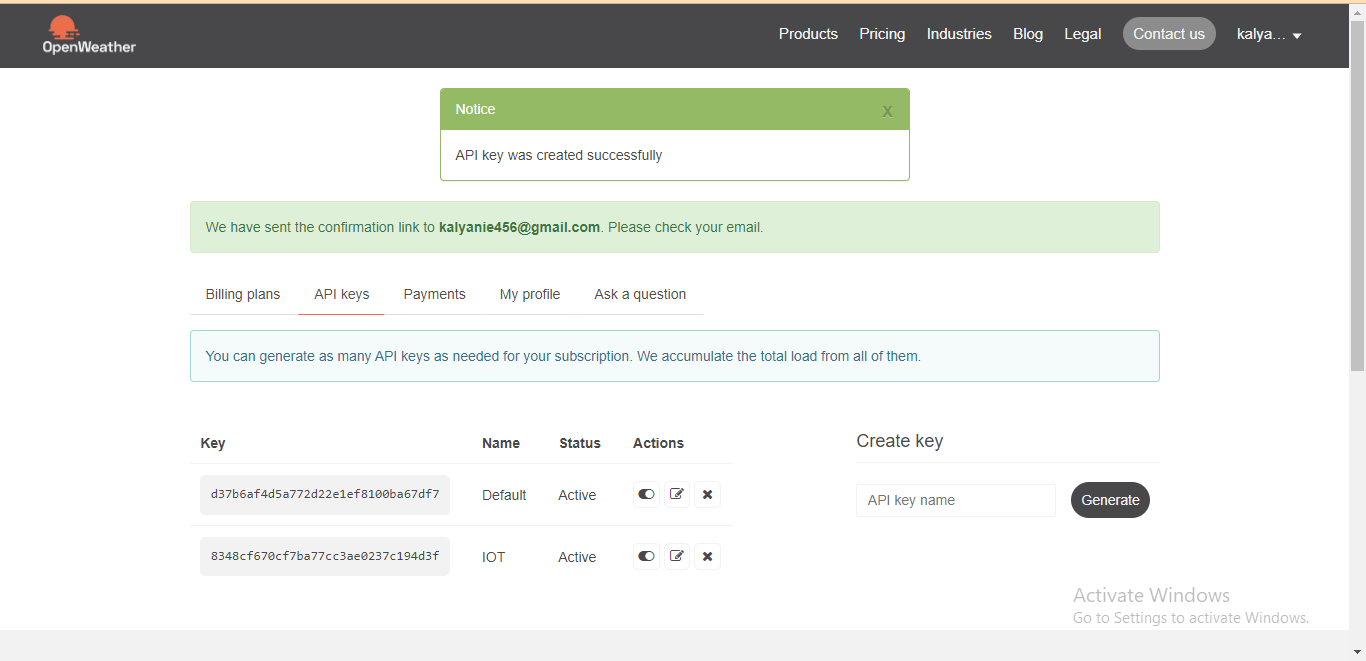 OpenWeather
Products Pricing Industries Blog Legal Contact us kalya...
Notice x
API key was created successfully
We have sent the confirmation link to kalyanie456@gmail.com. Please check your email.
Billing plans API keys Payments My profile Ask a question
You can generate as many API keys as needed for your subscription. We accumulate the total load from all of them.
Key Name Status Actions
d37b6af4d5a772d22e1ef8100ba67df7 Default Active
8348cf670cf7ba77cc3ae0237c194d3f IOT Active
Create key
API key name Generate
Activate Windows
Go to Settings to activate Windows.